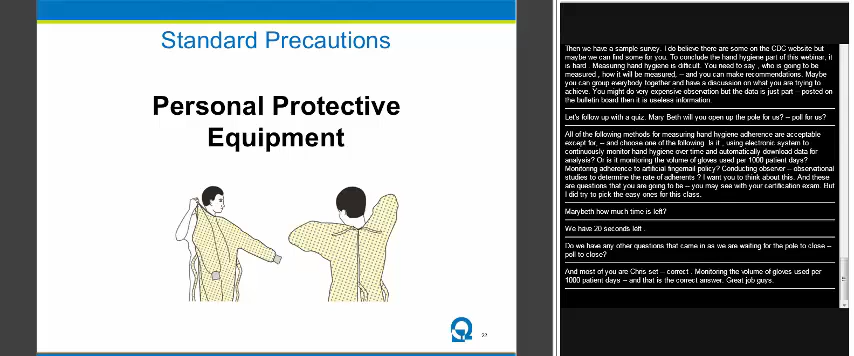 Standard Precautions
Personal Protective
Equipment
22
Then we have a sample survey. I do believe there are some on the CDC website but
maybe we can find some for you. To conclude the hand hygiene part of this webinar, it
is hard . Measuring hand hygiene is difficult. You need to say , who is going to be
measured , how it will be measured, -- and you can make recommendations. Maybe
you can group everybody together and have a discussion on what you are trying to
achieve. You might do very expensive observation but the data is just part -- posted on
the bulletin board then it is useless information.
Let's follow up with a quiz. Mary Beth will you open up the pole for us? -- poll for us?
All of the following methods for measuring hand hygiene adherence are acceptable
except for, -- and choose one of the following. Is it , using electronic system to
continuously monitor hand hygiene over time and automatically download data for
analysis? Or is it monitoring the volume of gloves used per 1000 patient days?
Monitoring adherence to artificial fingernail policy? Conducting observer -- observational
studies to determine the rate of adherents ? I want you to think about this. And these
are questions that you are going to be -- you may see with your certification exam. But
I did try to pick the easy ones for this class.
Marybeth how much time is left?
We have 20 seconds left .
Do we have any other questions that came in as we are waiting for the pole to close --
poll to close?
And most of you are Chris set -- correct . Monitoring the volume of gloves used per
1000 patient days -- and that is the correct answer. Great job guys.